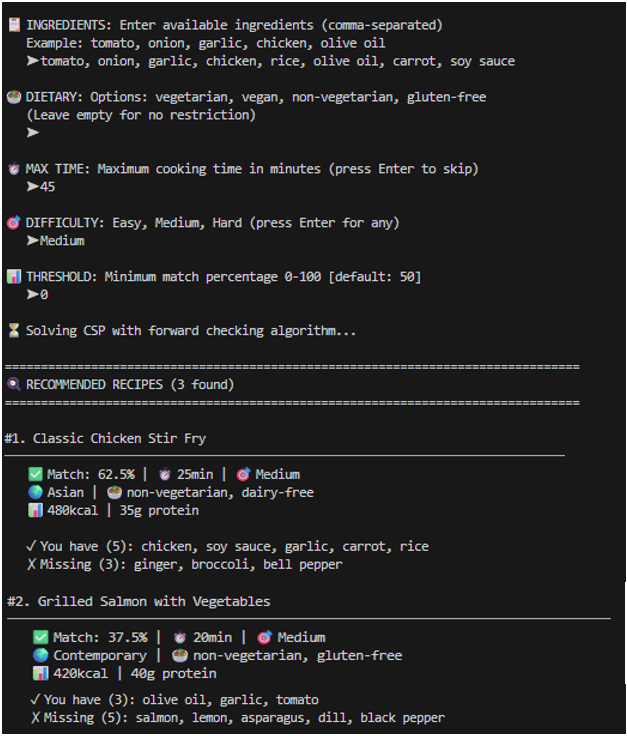 📋 INGREDIENTS: Enter available ingredients (comma-separated)
Example: tomato, onion, garlic, chicken, olive oil
➤tomato, onion, garlic, chicken, rice, olive oil, carrot, soy sauce
🥗 DIETARY: Options: vegetarian, vegan, non-vegetarian, gluten-free
(Leave empty for no restriction)
➤
⏱️ MAX TIME: Maximum cooking time in minutes (press Enter to skip)
➤45
🎯 DIFFICULTY: Easy, Medium, Hard (press Enter for any)
➤Medium
📊 THRESHOLD: Minimum match percentage 0-100 [default: 50]
➤0
⏳ Solving CSP with forward checking algorithm...
================================================================================
🍳 RECOMMENDED RECIPES (3 found)
================================================================================
#1. Classic Chicken Stir Fry
✅ Match: 62.5% | ⏱️ 25min | 🎯 Medium
🌍 Asian | 🥗 non-vegetarian, dairy-free
📊 480kcal | 35g protein
✓ You have (5): chicken, soy sauce, garlic, carrot, rice
✗ Missing (3): ginger, broccoli, bell pepper
#2. Grilled Salmon with Vegetables
✅ Match: 37.5% | ⏱️ 20min | 🎯 Medium
🌍 Contemporary | 🥗 non-vegetarian, gluten-free
📊 420kcal | 40g protein
✓ You have (3): olive oil, garlic, tomato
✗ Missing (5): salmon, lemon, asparagus, dill, black pepper